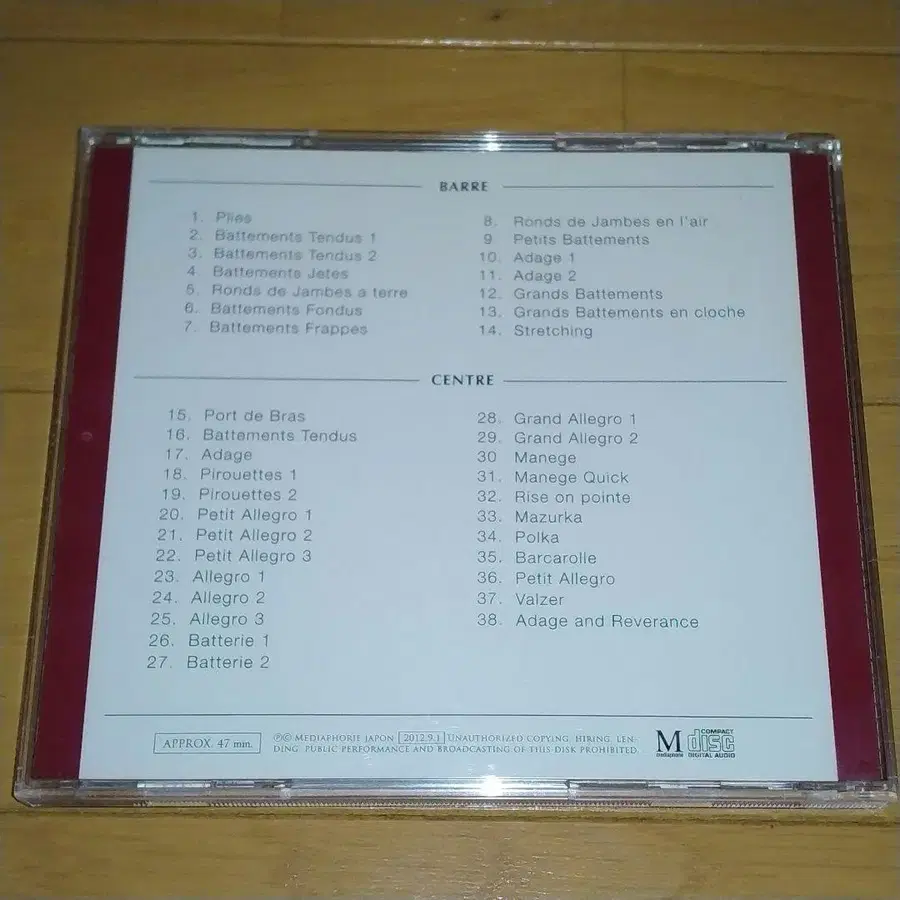 BARRE
1. Plies
2. Battements Tendus 1
3. Battements Tendus 2
4 Battements Jetes
5. Ronds de Jambes a terre
6. Battements Fondus
7. Battements Frappes
8. Ronds de Jambes en l'air
9 Petits Battements
10. Adage 1
11. Adage 2
12. Grands Battements
13. Grands Battements en cloche
14. Stretching
CENTRE
15. Port de Bras
16. Battements Tendus
17. Adage
18. Pirouettes 1
19. Pirouettes 2
20. Petit Allegro 1
21. Petit Allegro 2
22. Petit Allegro 3
23. Allegro 1
24. Allegro 2
25. Allegro 3
26. Batterie 1
27. Batterie 2
28. Grand Allegro 1
29. Grand Allegro 2
30 Manege
31. Manege Quick
32. Rise on pointe
33. Mazurka
34. Polka
35. Barcarolle
36. Petit Allegro
37. Valzer
38. Adage and Reverance
APPROX. 47 min.
ⓅⒸ MEDIAPHORIE JAPON 2012.9.1 UNAUTHORIZED COPYING, HIRING, LEN-
DING, PUBLIC PERFORMANCE AND BROADCASTING OF THIS DISK PROHIBITED.
M
mediaphorie
COMPACT
disc
DIGITAL AUDIO